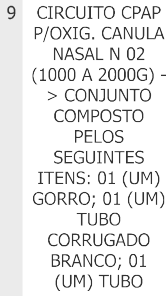 9 CIRCUITO CPAP
P/OXIG. CANULA
NASAL N 02
(1000 A 2000G) -
> CONJUNTO
COMPOSTO
PELOS
SEGUINTES
ITENS: 01 (UM)
GORRO; 01 (UM)
TUBO
CORRUGADO
BRANCO; 01
(UM) TUBO